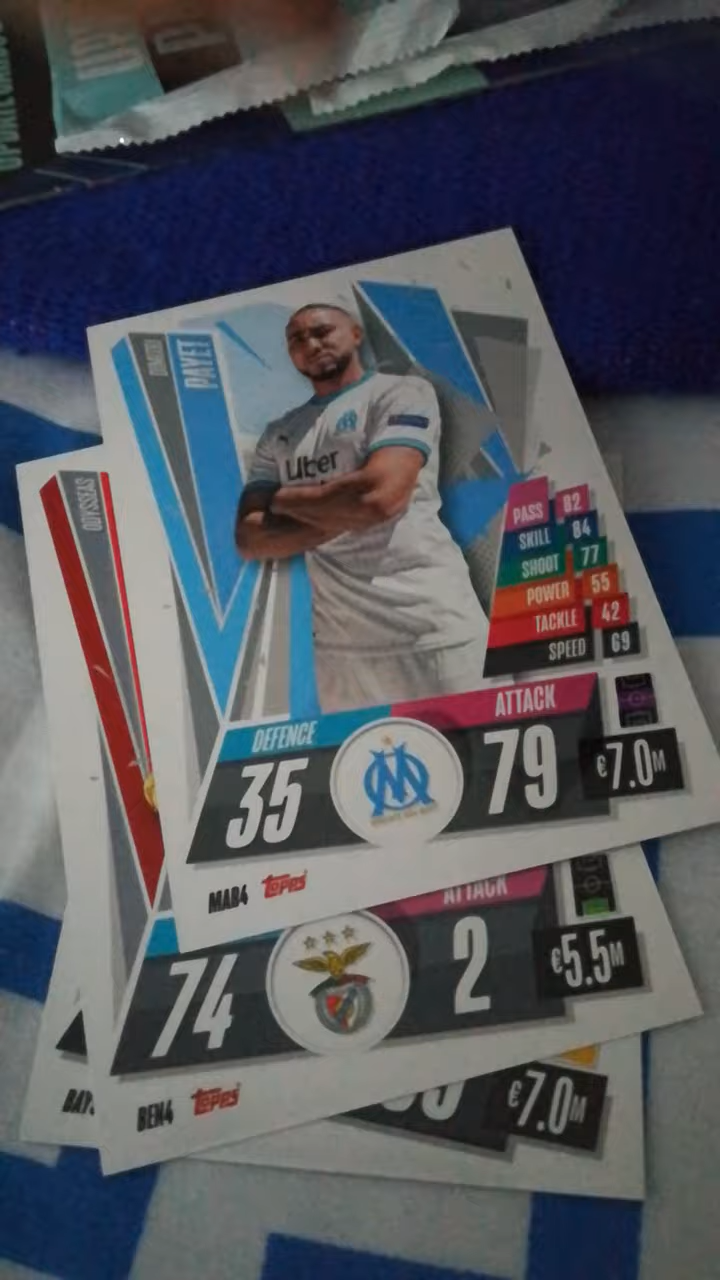 DIMITRI
PAYET
Uber
PASS 82
SKILL 84
SHOOT 77
POWER 55
TACKLE 42
SPEED 69
DEFENCE
35
ATTACK
79
€7.0M
MAR4
Topps
ODYSSEAS
ATTACK
74
2
€5.5M
BEN4
Topps
€7.0M